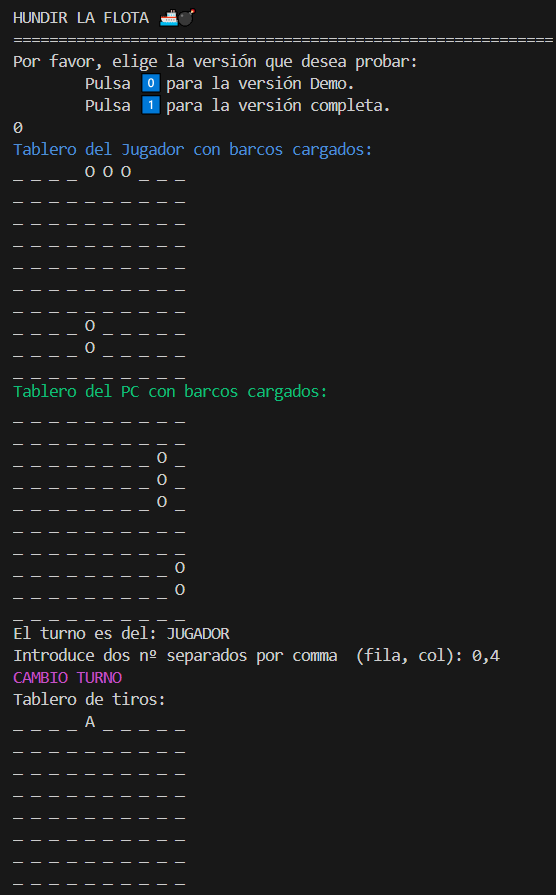 HUNDIR LA FLOTA 🚢💣
============================================================
Por favor, elige la versión que desea probar:
Pulsa 0️⃣ para la versión Demo.
Pulsa 1️⃣ para la versión completa.
0
Tablero del Jugador con barcos cargados:
_ _ _ _ O O O _ _ _
_ _ _ _ _ _ _ _ _ _
_ _ _ _ _ _ _ _ _ _
_ _ _ _ _ _ _ _ _ _
_ _ _ _ _ _ _ _ _ _
_ _ _ _ _ _ _ _ _ _
_ _ _ _ _ _ _ _ _ _
_ _ _ _ O _ _ _ _ _
_ _ _ _ O _ _ _ _ _
_ _ _ _ _ _ _ _ _ _
Tablero del PC con barcos cargados:
_ _ _ _ _ _ _ _ _ _
_ _ _ _ _ _ _ _ _ _
_ _ _ _ _ _ _ _ O _
_ _ _ _ _ _ _ _ O _
_ _ _ _ _ _ _ _ O _
_ _ _ _ _ _ _ _ _ _
_ _ _ _ _ _ _ _ _ _
_ _ _ _ _ _ _ _ _ O
_ _ _ _ _ _ _ _ _ O
_ _ _ _ _ _ _ _ _ _
El turno es del: JUGADOR
Introduce dos nº separados por comma  (fila, col): 0,4
CAMBIO TURNO
Tablero de tiros:
_ _ _ _ A _ _ _ _ _
_ _ _ _ _ _ _ _ _ _
_ _ _ _ _ _ _ _ _ _
_ _ _ _ _ _ _ _ _ _
_ _ _ _ _ _ _ _ _ _
_ _ _ _ _ _ _ _ _ _
_ _ _ _ _ _ _ _ _ _
_ _ _ _ _ _ _ _ _ _